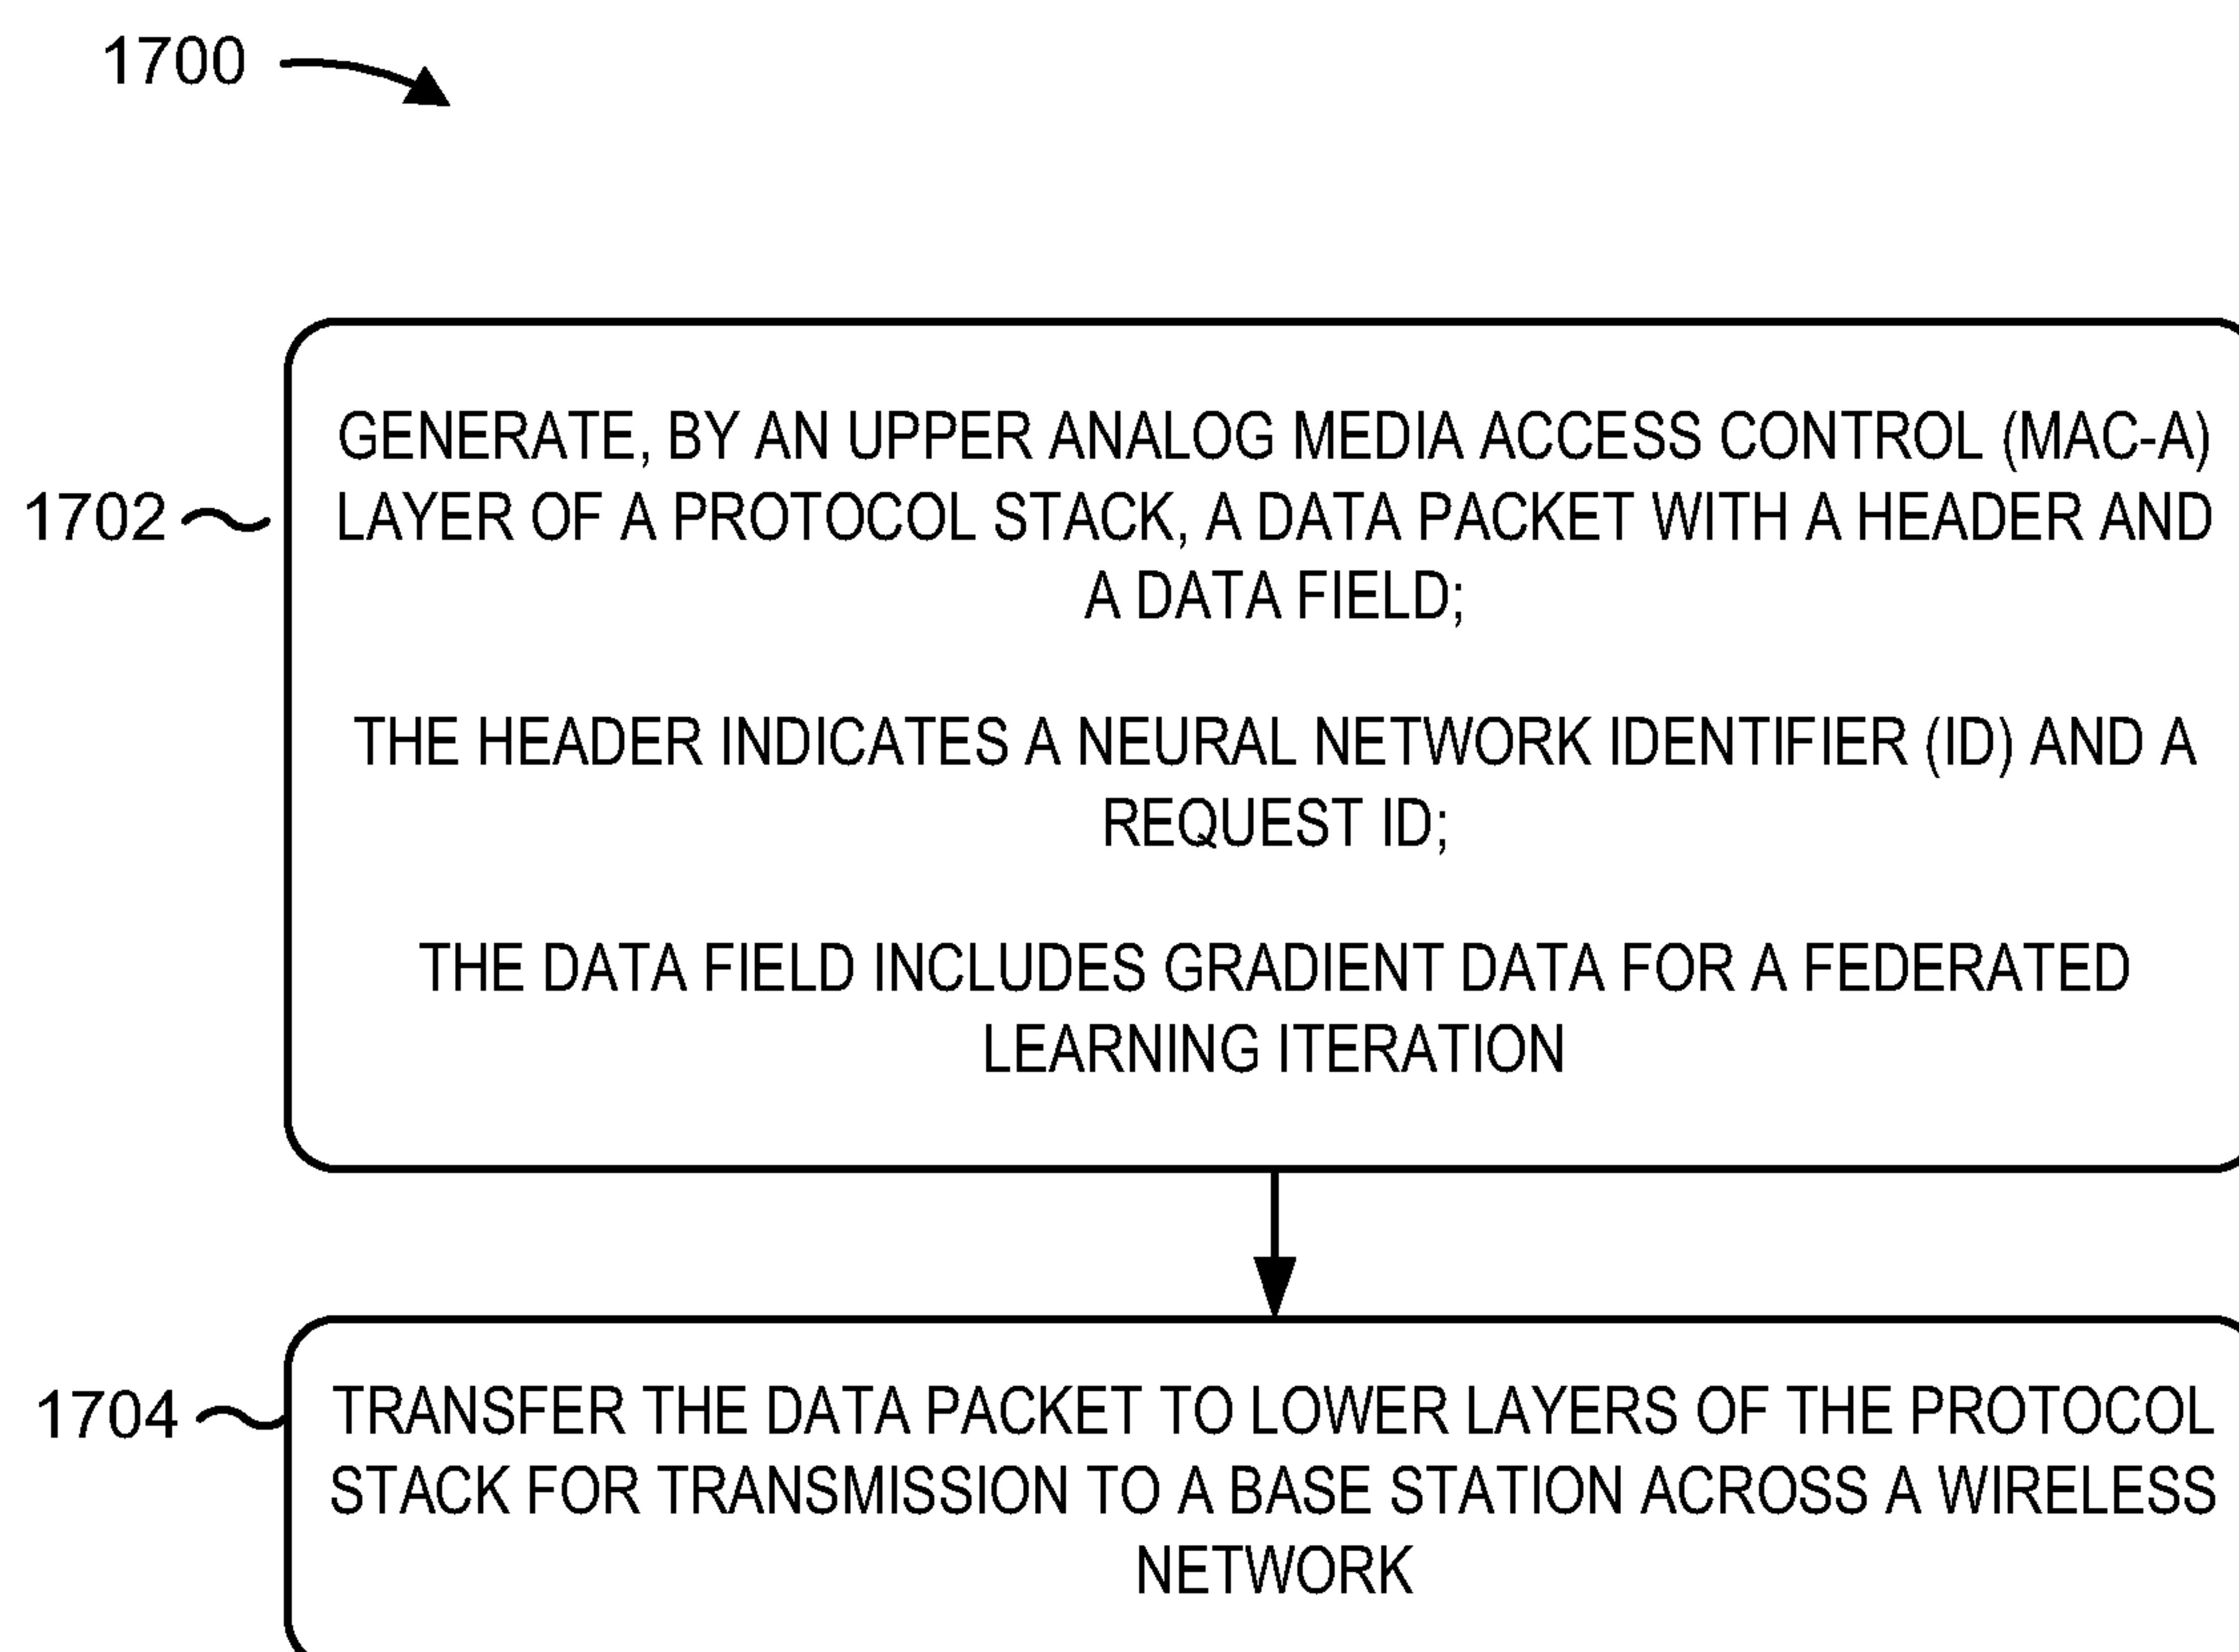 1700
GENERATE, BY AN UPPER ANALOG MEDIA ACCESS CONTROL (MAC-A)
1702 LAYER OF A PROTOCOL STACK, A DATA PACKET WITH A HEADER AND
A DATA FIELD;
THE HEADER INDICATES A NEURAL NETWORK IDENTIFIER (ID) AND A
REQUEST ID;
THE DATA FIELD INCLUDES GRADIENT DATA FOR A FEDERATED
LEARNING ITERATION
1704 TRANSFER THE DATA PACKET TO LOWER LAYERS OF THE PROTOCOL
STACK FOR TRANSMISSION TO A BASE STATION ACROSS A WIRELESS
NETWORK